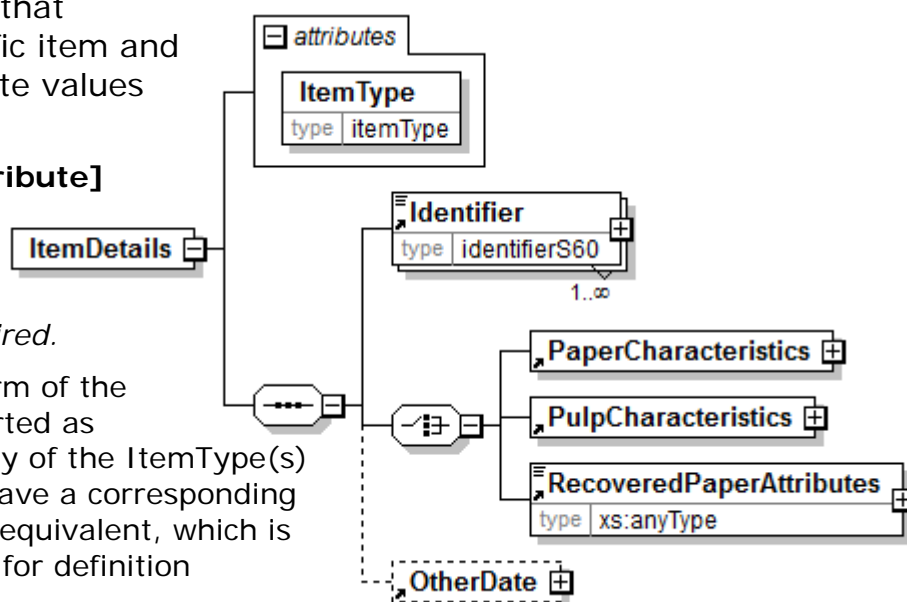 that
ic item and
te values
ribute]
ired.
rm of the
rted as
y of the ItemType(s)
ave a corresponding
equivalent, which is
for definition
attributes
ItemType
type itemType
ItemDetails
Identifier
type identifierS60
1..∞
PaperCharacteristics
PulpCharacteristics
RecoveredPaperAttributes
type xs:anyType
OtherDate